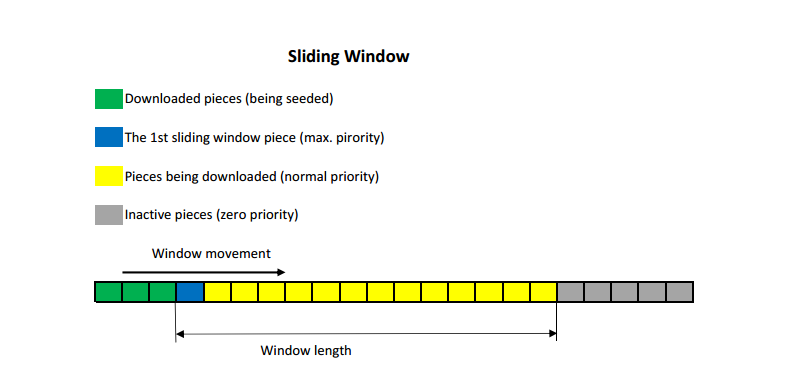 Sliding Window
Downloaded pieces (being seeded)
The 1st sliding window piece (max. pirority)
Pieces being downloaded (normal priority)
Inactive pieces (zero priority)
Window movement
Window length